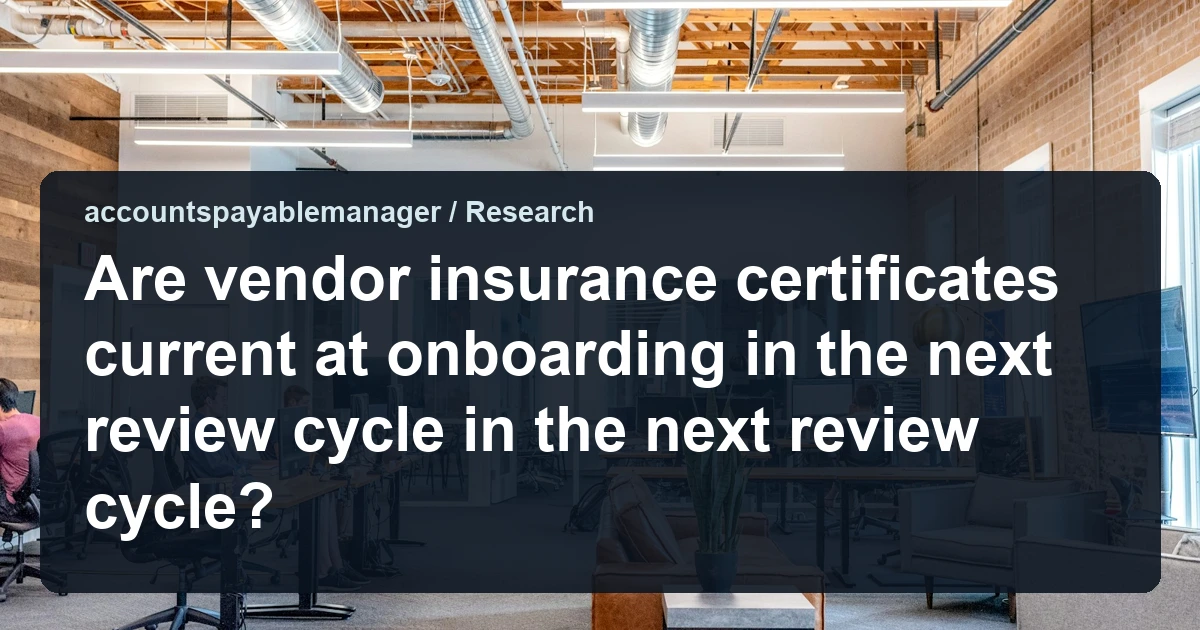 accountspayablemanager / Research
Are vendor insurance certificates
current at onboarding in the next
review cycle in the next review
cycle?